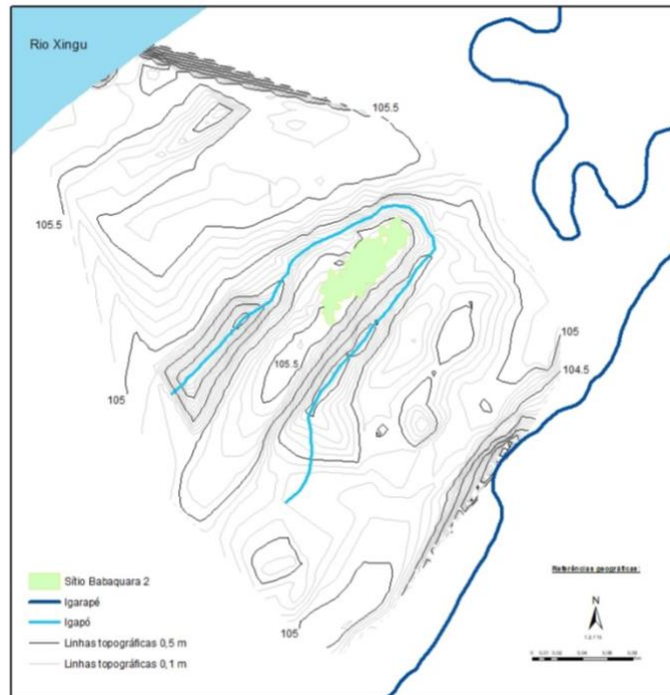 Rio Xingu
105.5
105.5
105
105.5
105
104.5
105
Sítio Babaquara 2
Igarapé
Igapó
Linhas topográficas 0,5 m
Linhas topográficas 0,1 m
Referências geográficas:
N